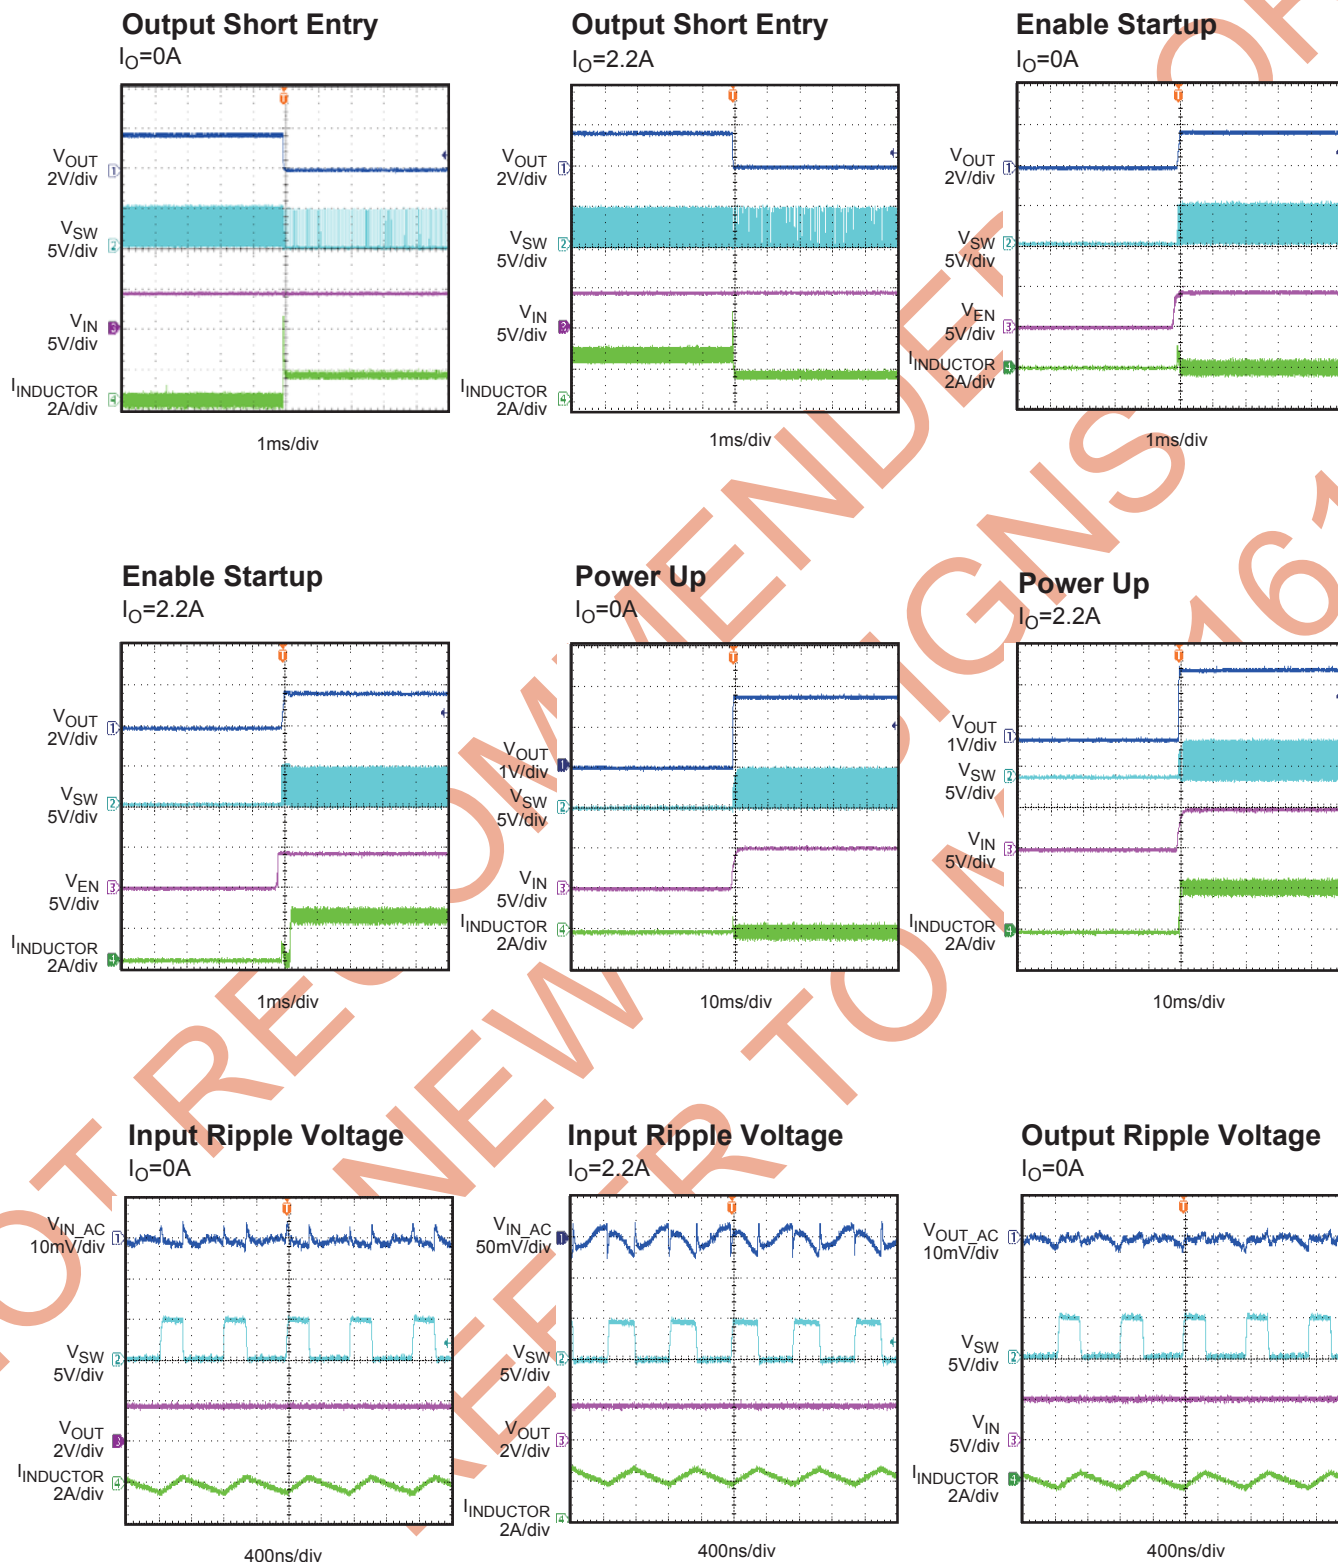 Output Short Entry
IO=0A
VOUT
2V/div
VSW
5V/div
VIN
5V/div
IINDUCTOR
2A/div
1ms/div
Output Short Entry
IO=2.2A
VOUT
2V/div
VSW
5V/div
VIN
5V/div
IINDUCTOR
2A/div
1ms/div
Enable Startup
IO=0A
VOUT
2V/div
VSW
5V/div
VEN
5V/div
IINDUCTOR
2A/div
1ms/div
Enable Startup
IO=2.2A
VOUT
2V/div
VSW
5V/div
VEN
5V/div
IINDUCTOR
2A/div
1ms/div
Power Up
IO=0A
VOUT
1V/div
VSW
5V/div
VIN
5V/div
IINDUCTOR
2A/div
10ms/div
Power Up
IO=2.2A
VOUT
1V/div
VSW
5V/div
VIN
5V/div
IINDUCTOR
2A/div
10ms/div
Input Ripple Voltage
IO=0A
VIN_AC
10mV/div
VSW
5V/div
VOUT
2V/div
IINDUCTOR
2A/div
400ns/div
Input Ripple Voltage
IO=2.2A
VIN_AC
50mV/div
VSW
5V/div
VOUT
2V/div
IINDUCTOR
2A/div
400ns/div
Output Ripple Voltage
IO=0A
VOUT_AC
10mV/div
VSW
5V/div
VIN
5V/div
IINDUCTOR
2A/div
400ns/div